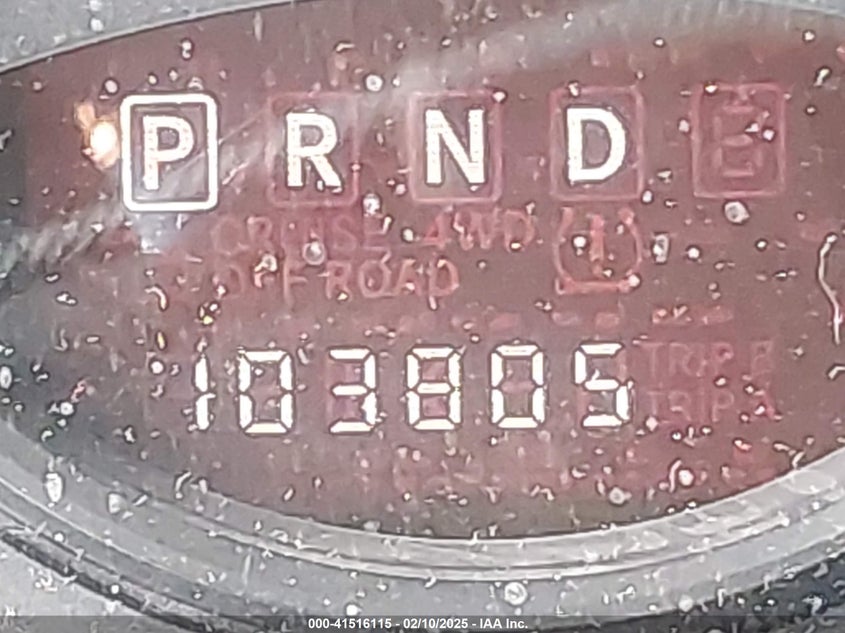 P R N D B
CRUISE 4WD
OFF ROAD
TRIP B
103805 TRIP A
000-41516115 - 02/10/2025 - IAA Inc.